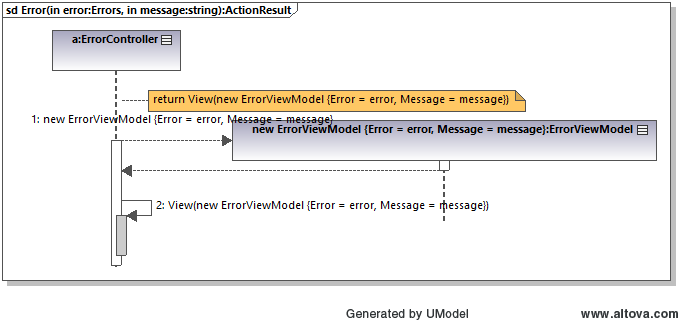 sd Error(in error:Errors, in message:string):ActionResult
a:ErrorController
return View(new ErrorViewModel {Error = error, Message = message})
1: new ErrorViewModel {Error = error, Message = message}
new ErrorViewModel {Error = error, Message = message}:ErrorViewModel
2: View(new ErrorViewModel {Error = error, Message = message})
Generated by UModel
www.altova.com